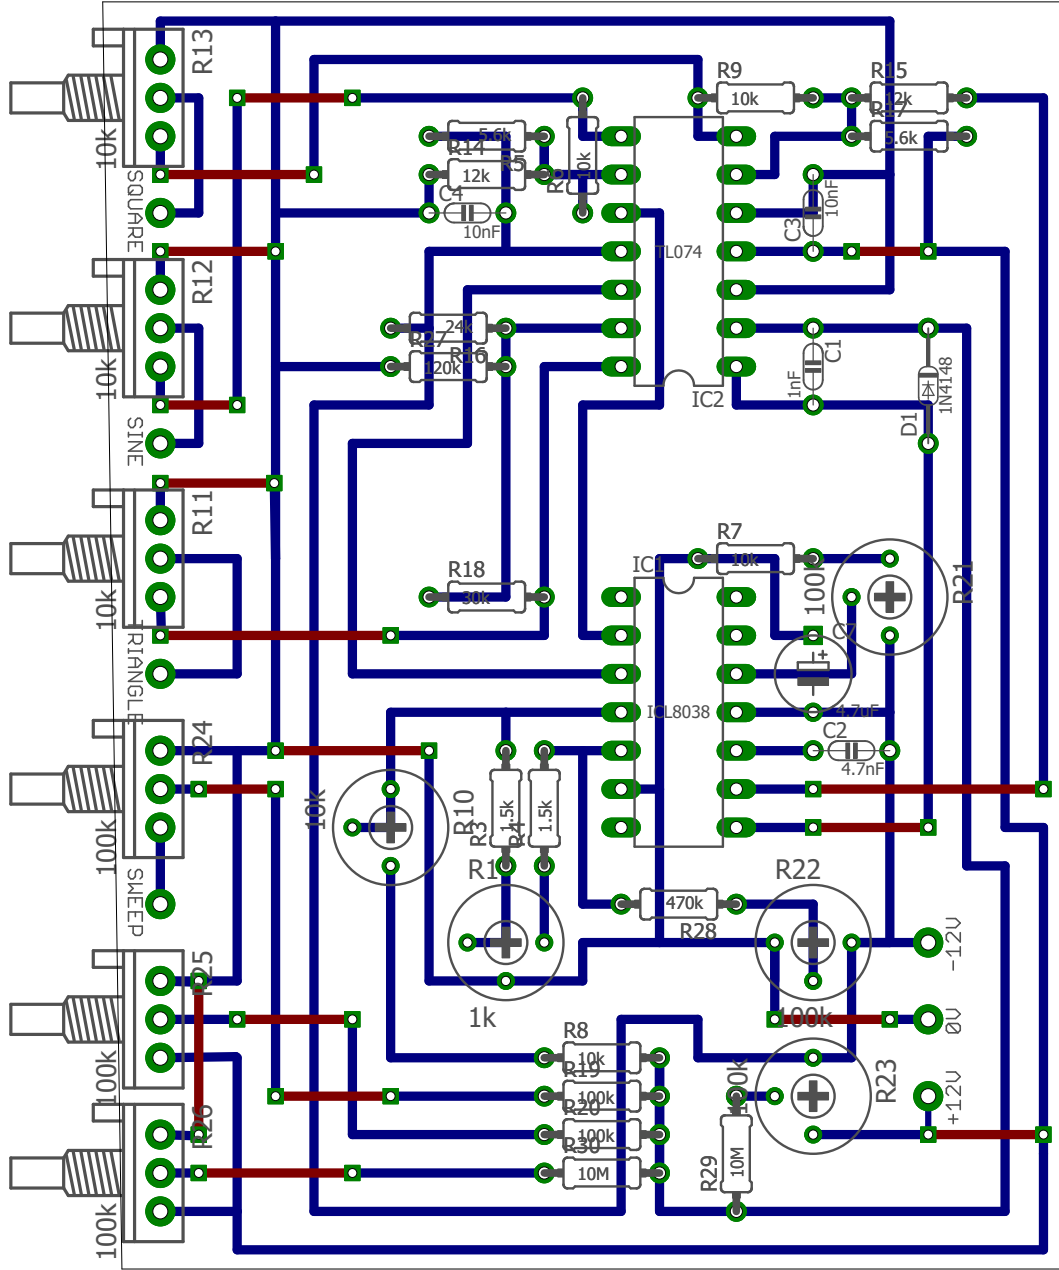 R13
10k
SQUARE
R12
10k
SINE
R11
10k
TRIANGLE
R24
100k
SWEEP
R25
100k
R26
100k
R9
10k
R15
12k
R17
5.6k
5.6k
R14
12k
R5
10k
C4
10nF
C3
10nF
TL074
IC2
24k
R27
R16
120k
C1
1nF
D1
1N4148
R18
30k
IC1
ICL8038
R7
10k
100k
R21
C7
+
4.7uF
C2
4.7nF
10k
R10
R3
1.5k
R4
1.5k
R1
1k
470k
R28
R22
100k
-12V
0V
+12V
R8
10k
R19
100k
R20
100k
R30
10M
R29
10M
100k
R23